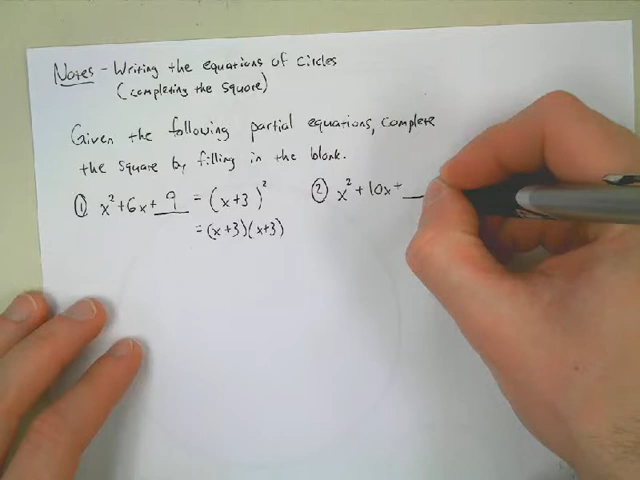 Notes - Writing the equations of circles
(completing the square)
Given the following partial equations, complete
the square by filling in the blank.
① x² + 6x + 9 = (x+3)²
= (x+3)(x+3)
② x² + 10x + __